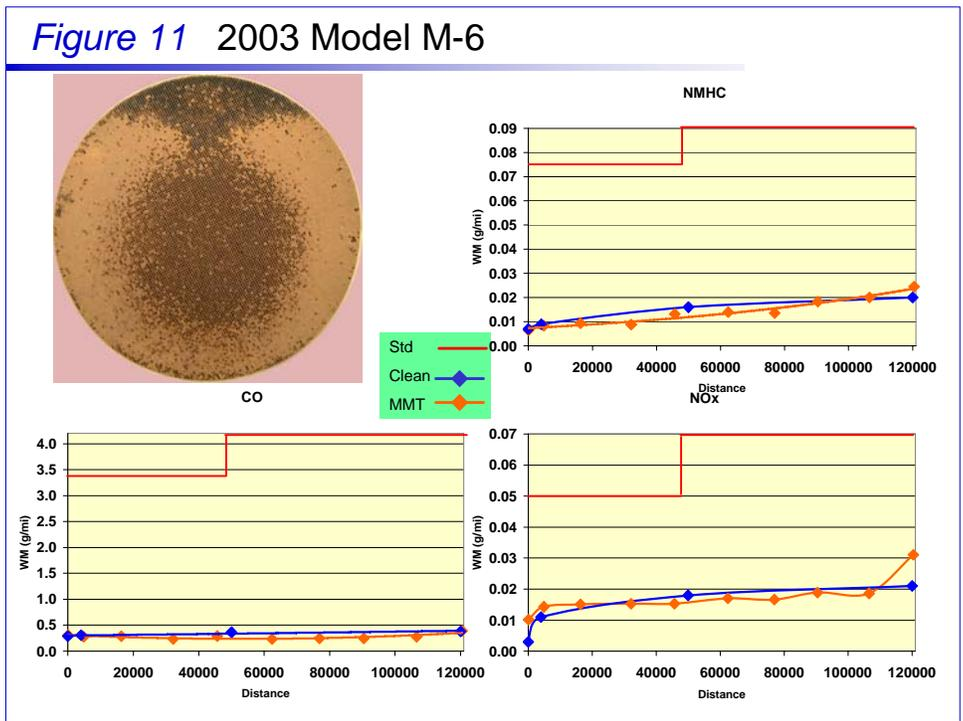 Figure 11 2003 Model M-6
NMHC
WM (g/mi)
0.09
0.08
0.07
0.06
0.05
0.04
0.03
0.02
0.01
0.00
0 20000 40000 60000 80000 100000 120000
Distance
Std
Clean
MMT
CO
WM (g/mi)
4.0
3.5
3.0
2.5
2.0
1.5
1.0
0.5
0.0
0 20000 40000 60000 80000 100000 120000
Distance
NOx
WM (g/mi)
0.07
0.06
0.05
0.04
0.03
0.02
0.01
0.00
0 20000 40000 60000 80000 100000 120000
Distance